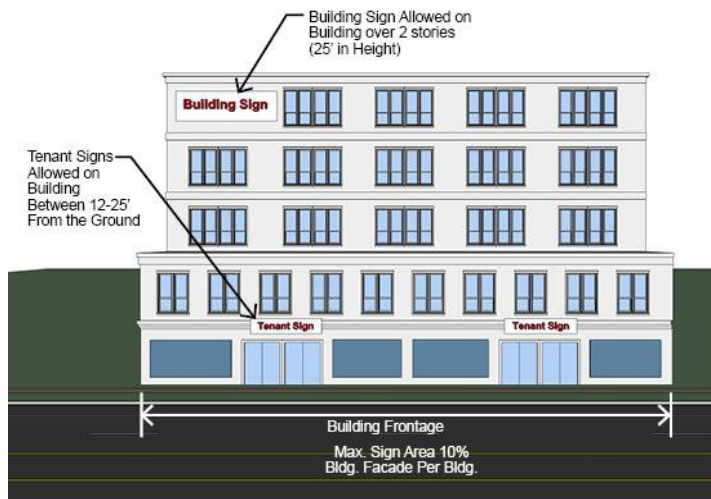 Building Sign Allowed on
Building over 2 stories
(25' in Height)
Building Sign
Tenant Signs
Allowed on
Building
Between 12-25'
From the Ground
Tenant Sign
Tenant Sign
Building Frontage
Max. Sign Area 10%
Bldg. Facade Per Bldg.